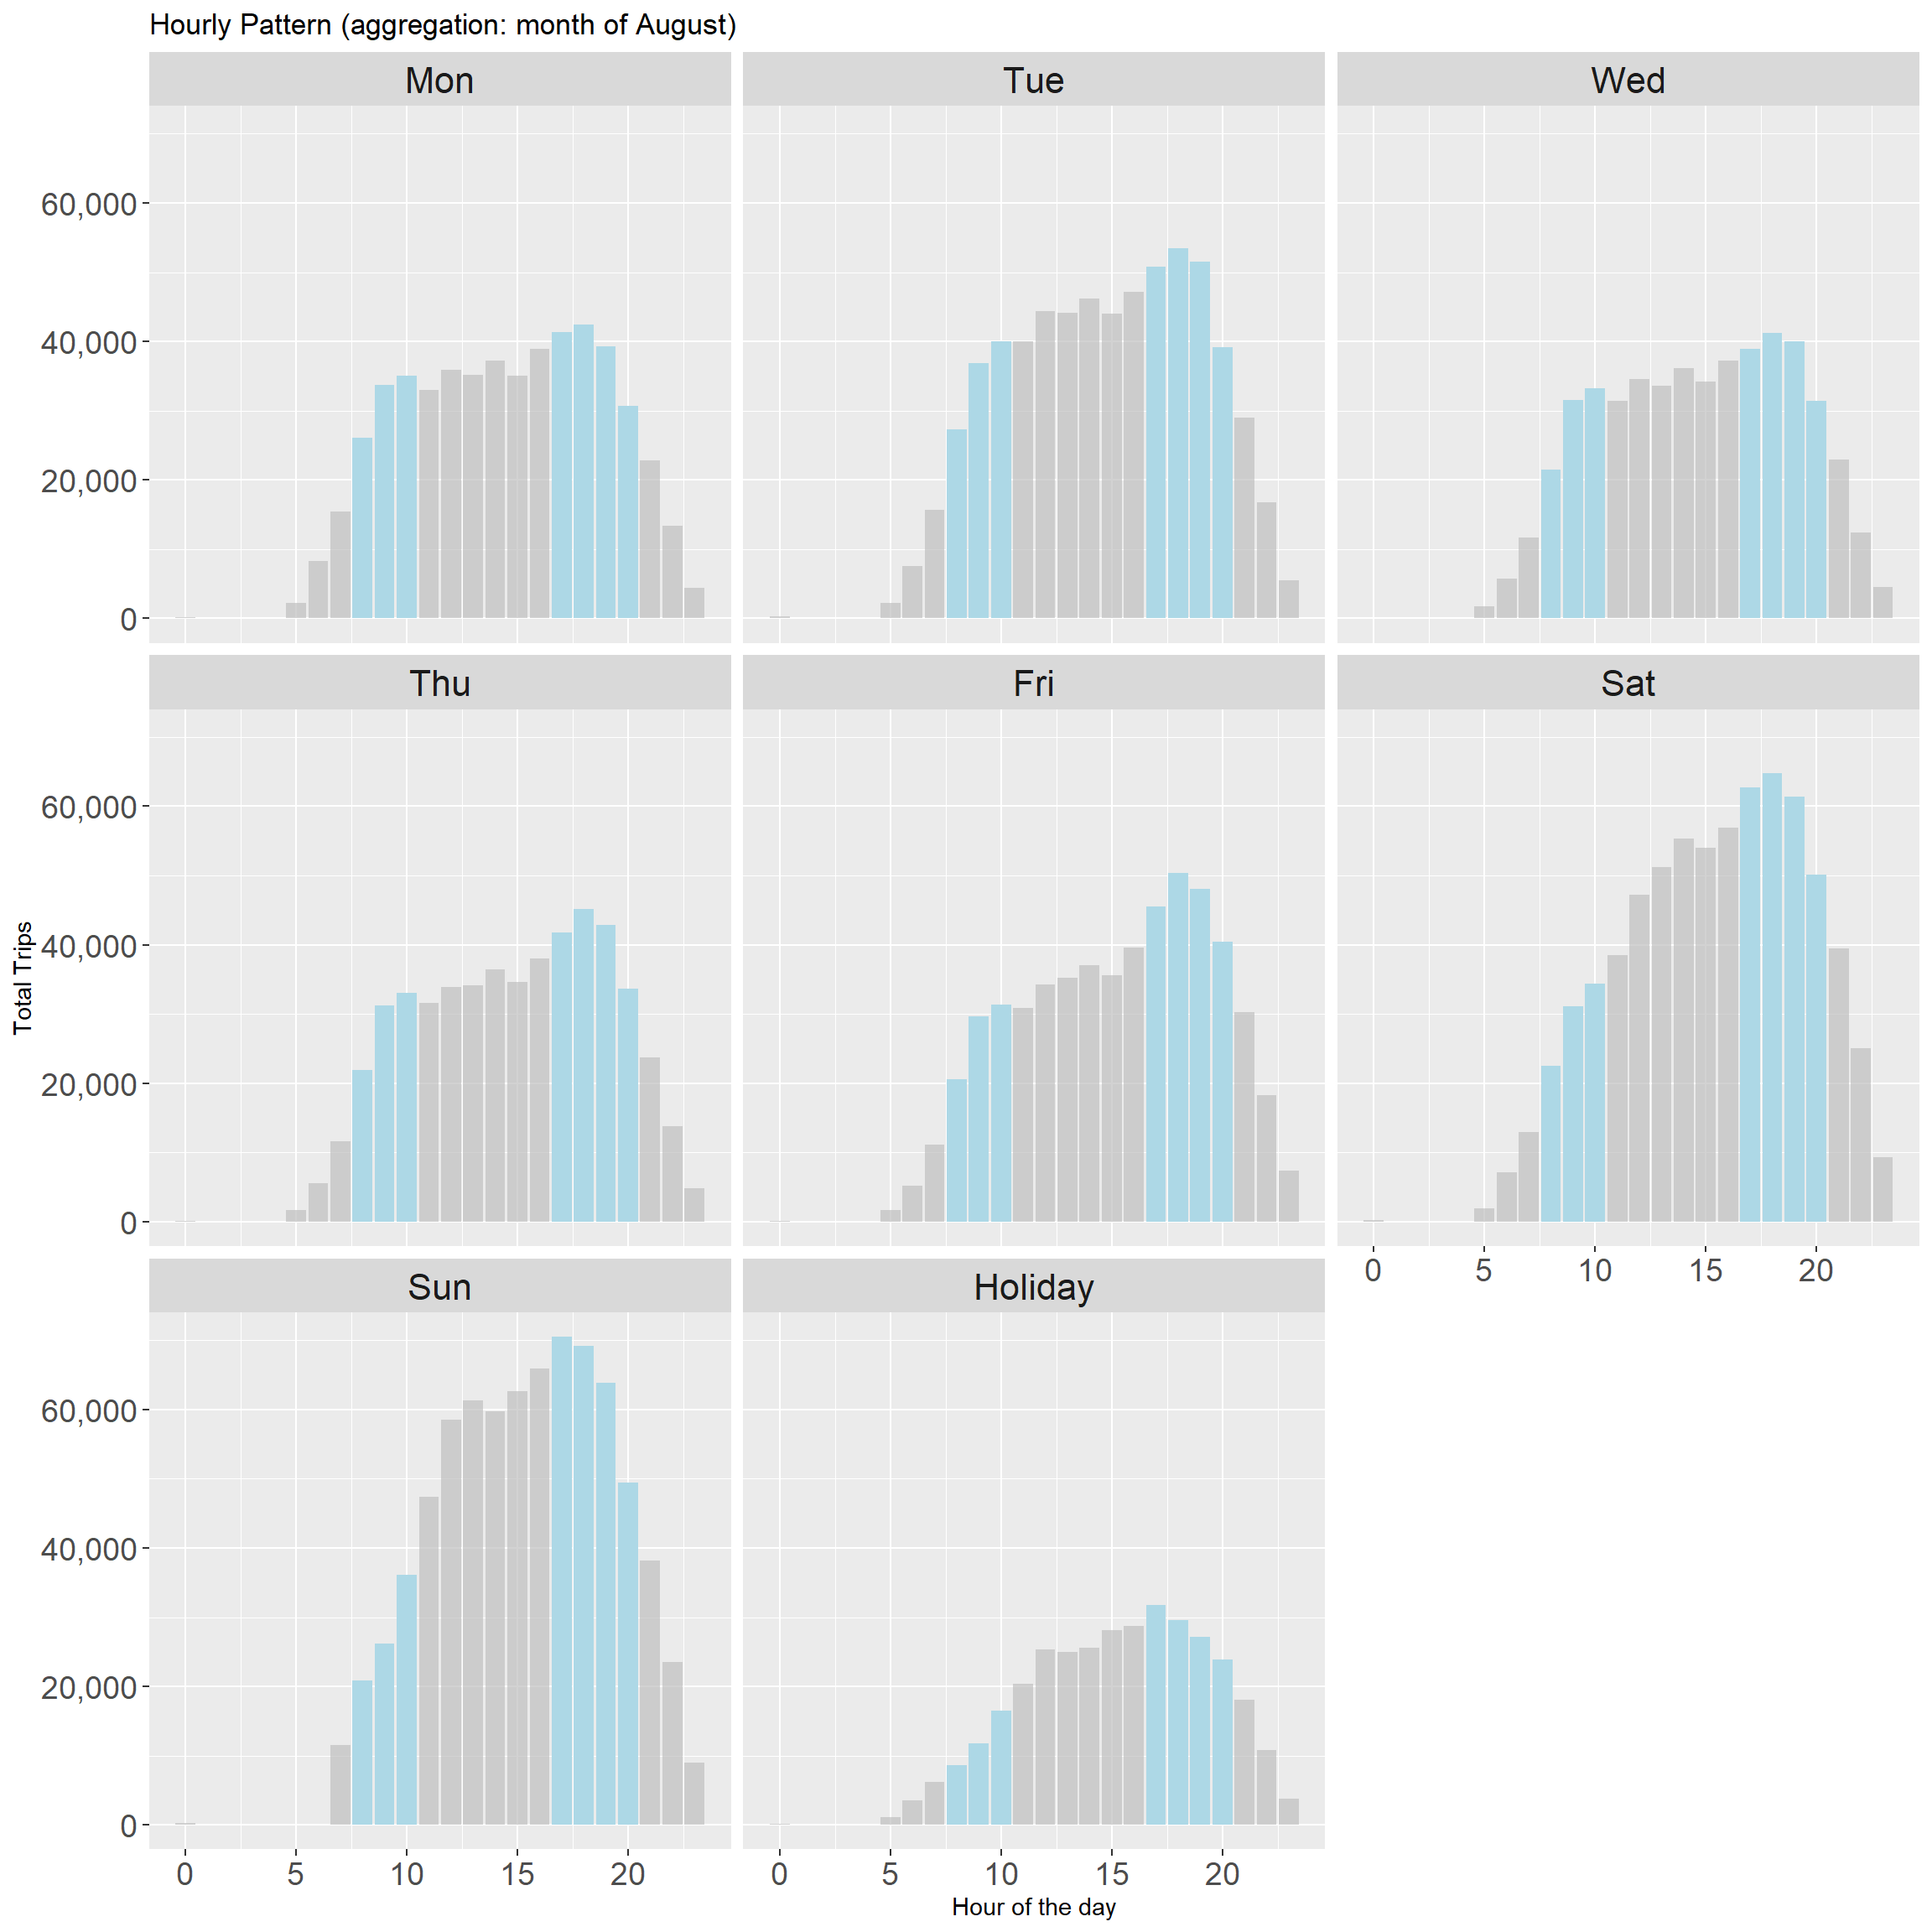 Hourly Pattern (aggregation: month of August)
Mon
Tue
Wed
60,000
40,000
20,000
0
Thu
Fri
Sat
60,000
40,000
20,000
0
0 5 10 15 20
Sun
Holiday
60,000
40,000
20,000
0
0 5 10 15 20
0 5 10 15 20
Hour of the day
Total Trips